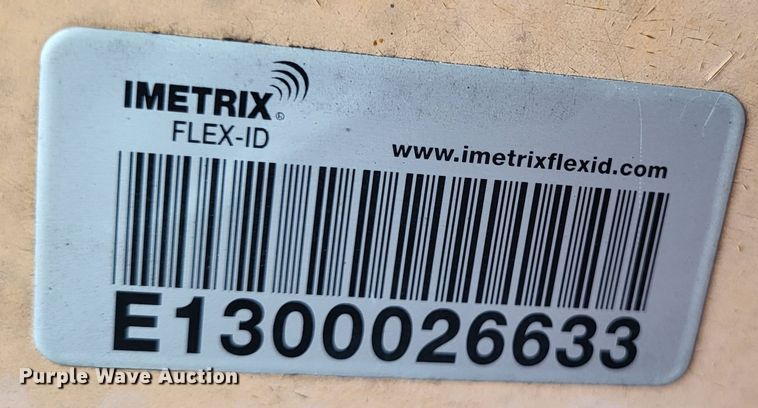 IMETRIX®
FLEX-ID
www.imetrixflexid.com
E1300026633
Purple Wave Auction